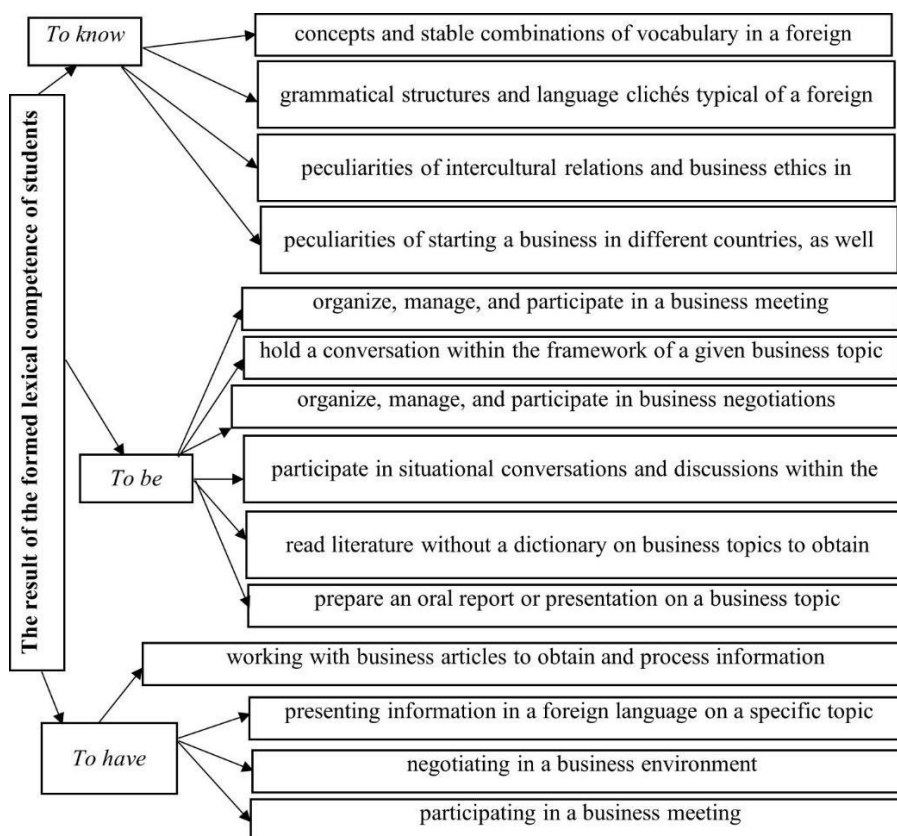 The result of the formed lexical competence of students
To know
concepts and stable combinations of vocabulary in a foreign
grammatical structures and language clichés typical of a foreign
peculiarities of intercultural relations and business ethics in
peculiarities of starting a business in different countries, as well
To be
organize, manage, and participate in a business meeting
hold a conversation within the framework of a given business topic
organize, manage, and participate in business negotiations
participate in situational conversations and discussions within the
read literature without a dictionary on business topics to obtain
prepare an oral report or presentation on a business topic
To have
working with business articles to obtain and process information
presenting information in a foreign language on a specific topic
negotiating in a business environment
participating in a business meeting